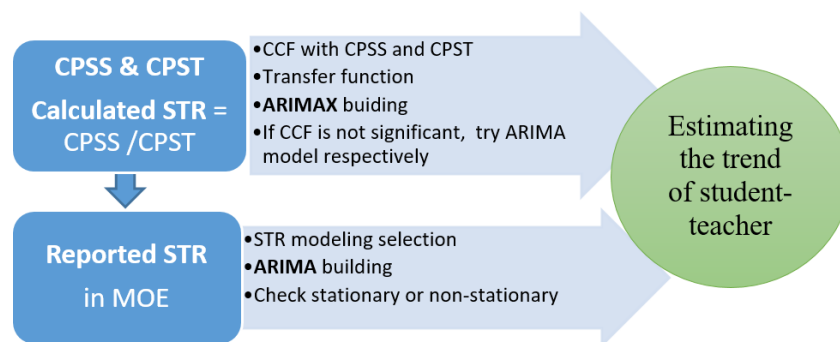 CPSS & CPST
Calculated STR =
CPSS /CPST
•CCF with CPSS and CPST
•Transfer function
•ARIMAX buiding
•If CCF is not significant, try ARIMA
model respectively
Reported STR
in MOE
•STR modeling selection
•ARIMA building
•Check stationary or non-stationary
Estimating
the trend
of student-
teacher